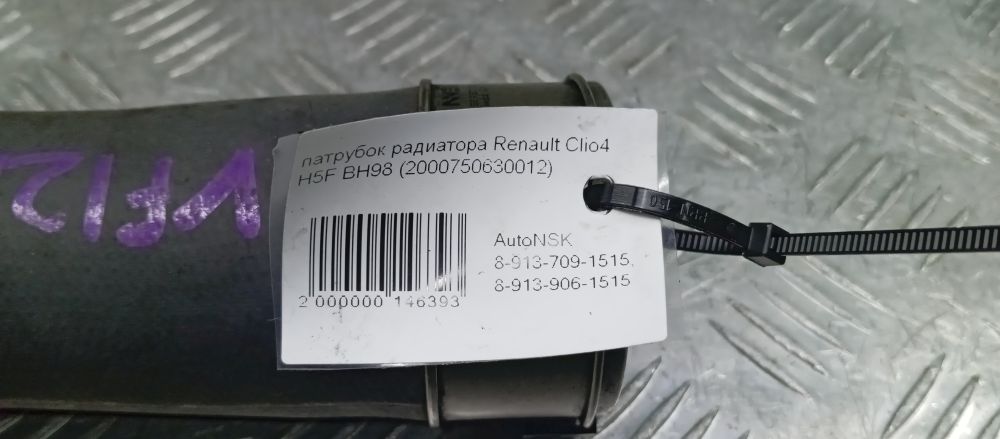 патрубок радиатора Renault Clio4
H5F BH98 (2000750630012)
AutoNSK
8-913-709-1515,
8-913-906-1515
2 000000 146393
VF12